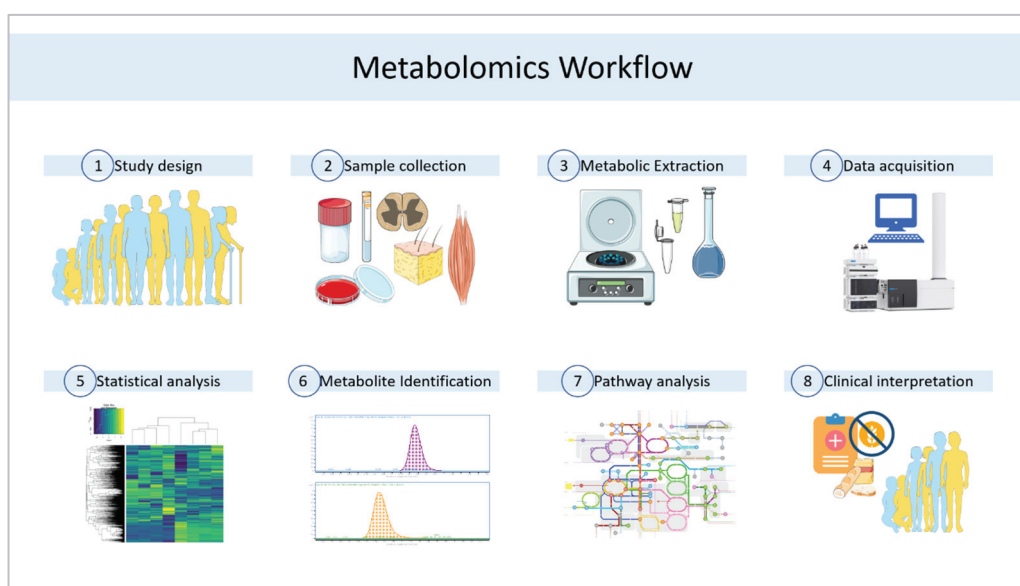 Metabolomics Workflow
1 Study design
2 Sample collection
3 Metabolic Extraction
4 Data acquisition
5 Statistical analysis
6 Metabolite Identification
7 Pathway analysis
8 Clinical interpretation